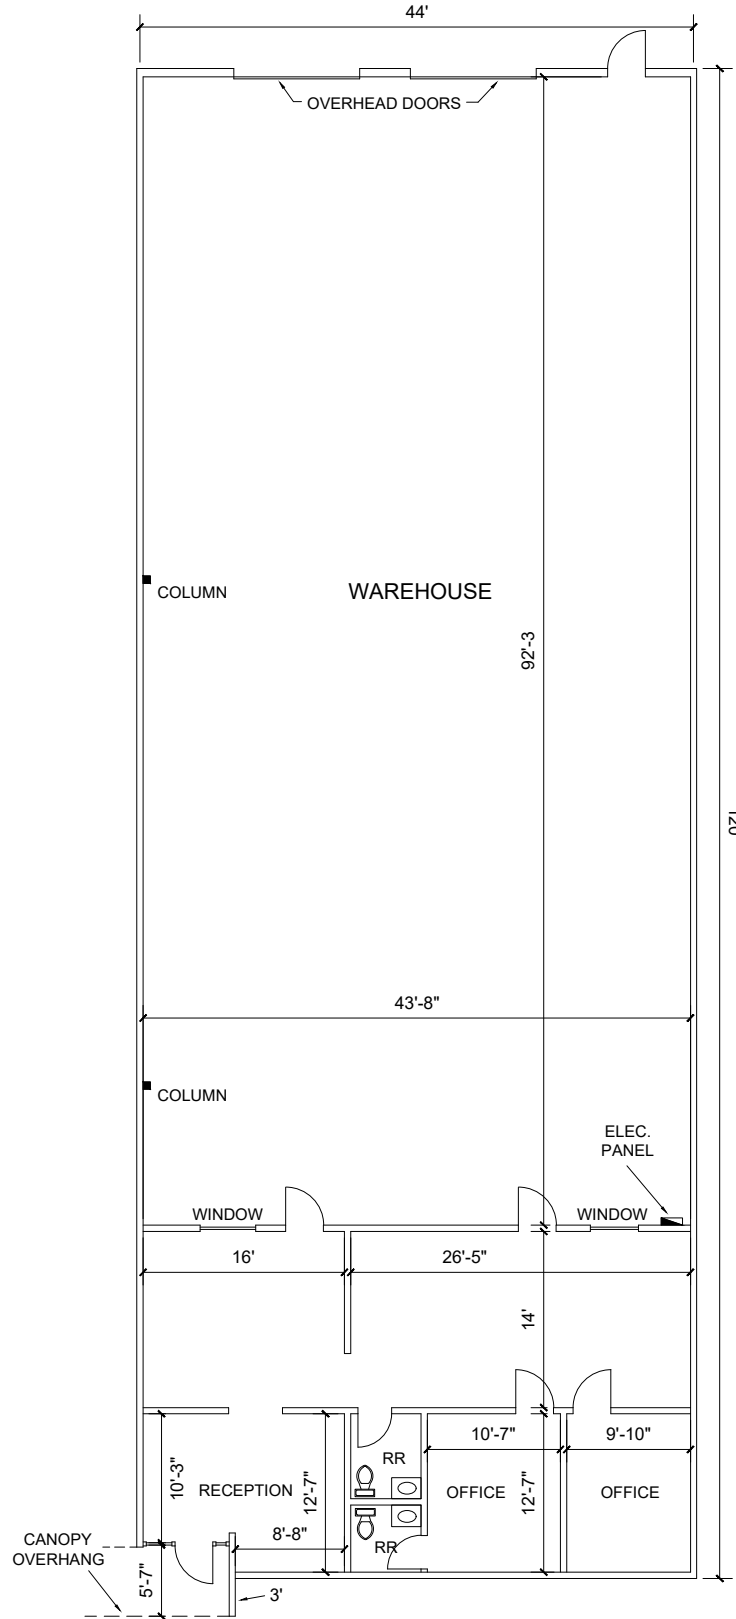 44'
OVERHEAD DOORS
COLUMN
WAREHOUSE
92'-3
43'-8"
COLUMN
ELEC.
PANEL
WINDOW
WINDOW
16'
26'-5"
14'
10'-7"
9'-10"
10'-3"
RECEPTION
12'-7"
RR
OFFICE
12'-7"
OFFICE
8'-8"
RR
CANOPY
OVERHANG
5'-7"
3'